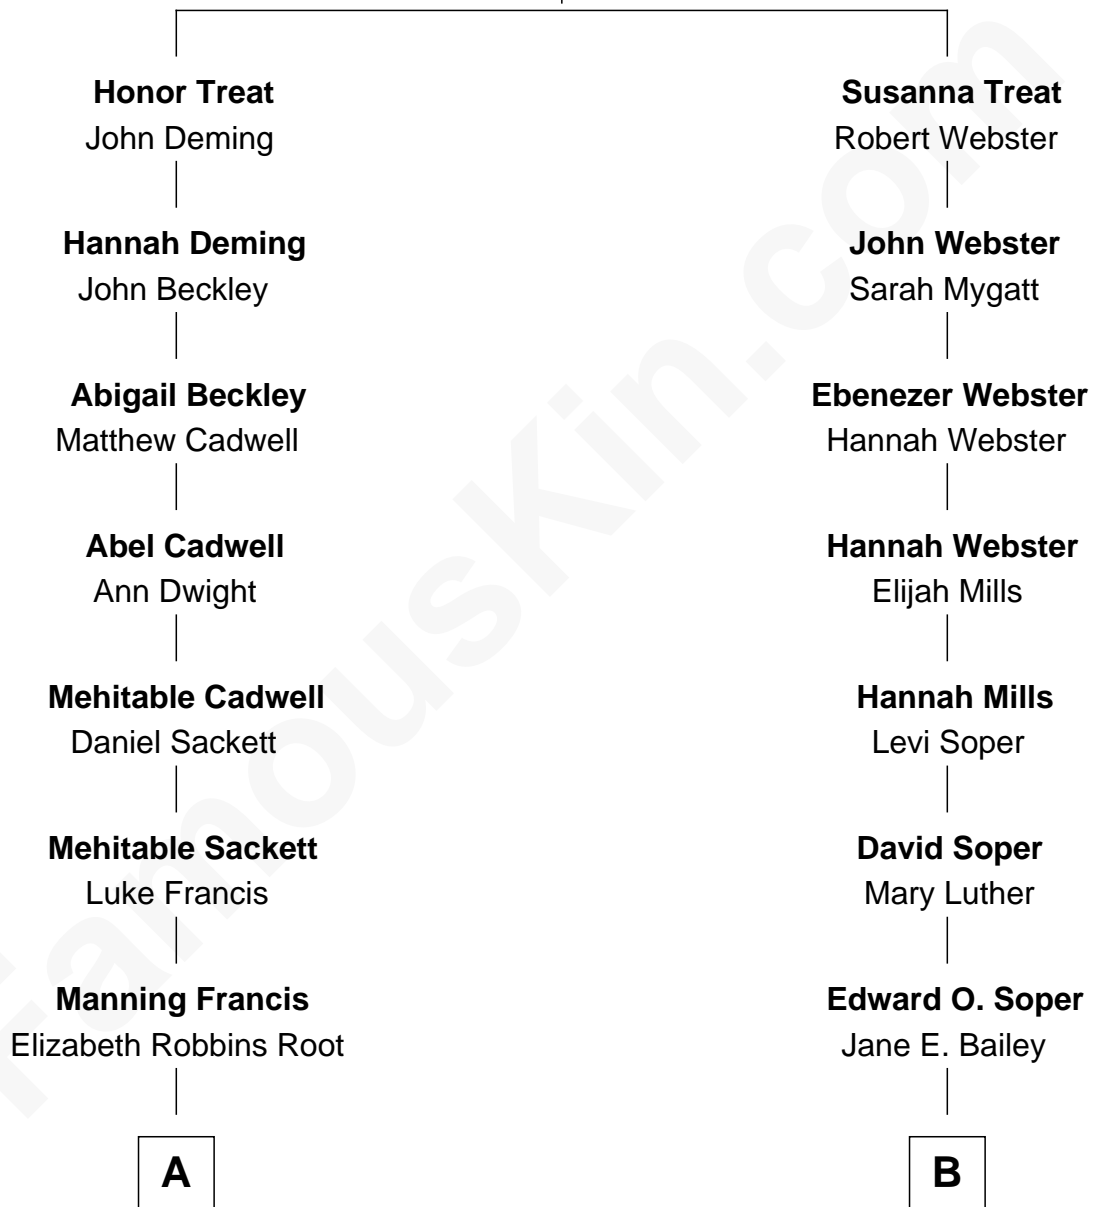 Honor Treat
John Deming
Hannah Deming
John Beckley
Abigail Beckley
Matthew Cadwell
Abel Cadwell
Ann Dwight
Mehitable Cadwell
Daniel Sackett
Mehitable Sackett
Luke Francis
Manning Francis
Elizabeth Robbins Root
A
Susanna Treat
Robert Webster
John Webster
Sarah Mygatt
Ebenezer Webster
Hannah Webster
Hannah Webster
Elijah Mills
Hannah Mills
Levi Soper
David Soper
Mary Luther
Edward O. Soper
Jane E. Bailey
B
FamousKin.com